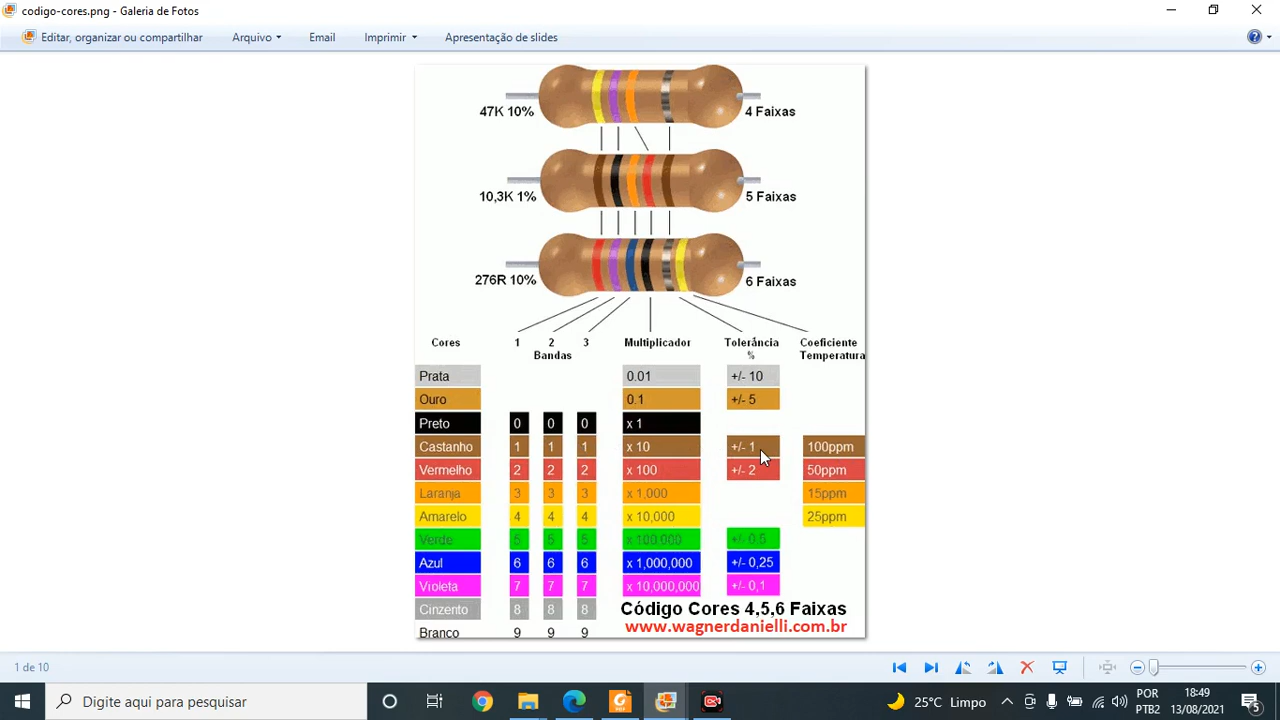 codigo-cores.png - Galeria de Fotos
Editar, organizar ou compartilhar Arquivo Email Imprimir Apresentação de slides
47K 10% 4 Faixas
10,3K 1% 5 Faixas
276R 10% 6 Faixas
Cores 1 2 3 Multiplicador Tolerância Coeficiente
Bandas % Temperatura
Prata 0.01 +/- 10
Ouro 0.1 +/- 5
Preto 0 0 0 x 1
Castanho 1 1 1 x 10 +/- 1 100ppm
Vermelho 2 2 2 x 100 +/- 2 50ppm
Laranja 3 3 3 x 1,000 15ppm
Amarelo 4 4 4 x 10,000 25ppm
Verde 5 5 5 x 100.000 +/- 0.5
Azul 6 6 6 x 1,000,000 +/- 0,25
Violeta 7 7 7 x 10,000,000 +/- 0,1
Cinzento 8 8 8
Branco 9 9 9
Código Cores 4,5,6 Faixas
www.wagnerdanielli.com.br
1 de 10
Digite aqui para pesquisar
25°C Limpo
POR
PTB2
18:49
13/08/2021
5